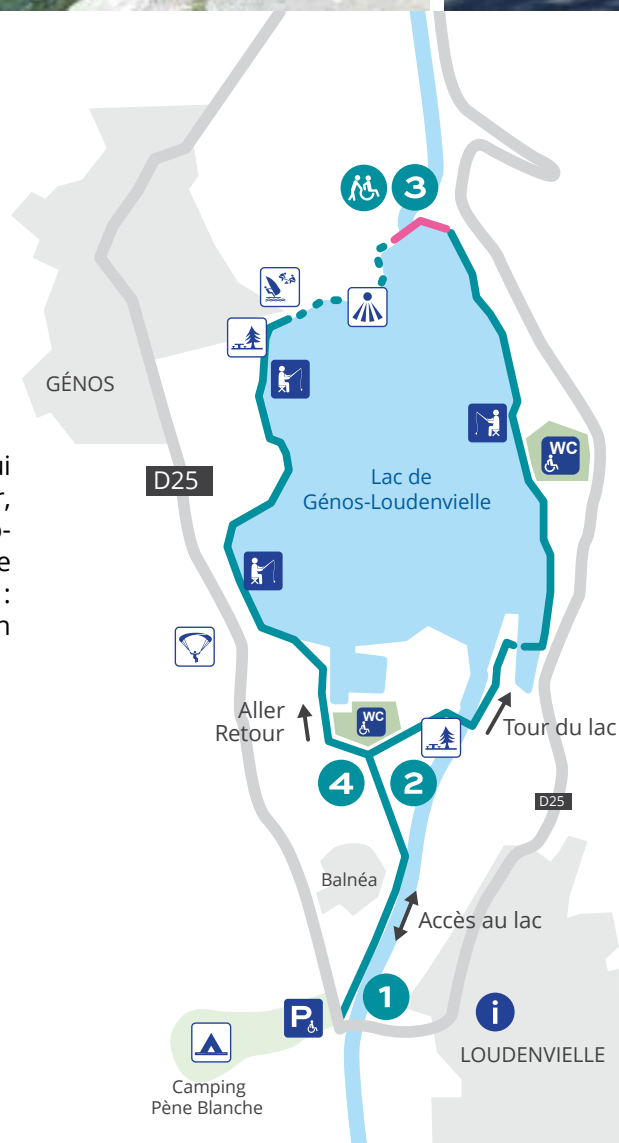 3
GÉNOS
ui
D25
r,
o-
e
:
n
Lac de
Génos-Loudenvielle
WC
Aller
Retour
WC
Tour du lac
4
2
D25
Balnéa
Accès au lac
1
P
i
LOUDENVIELLE
Camping
Pène Blanche